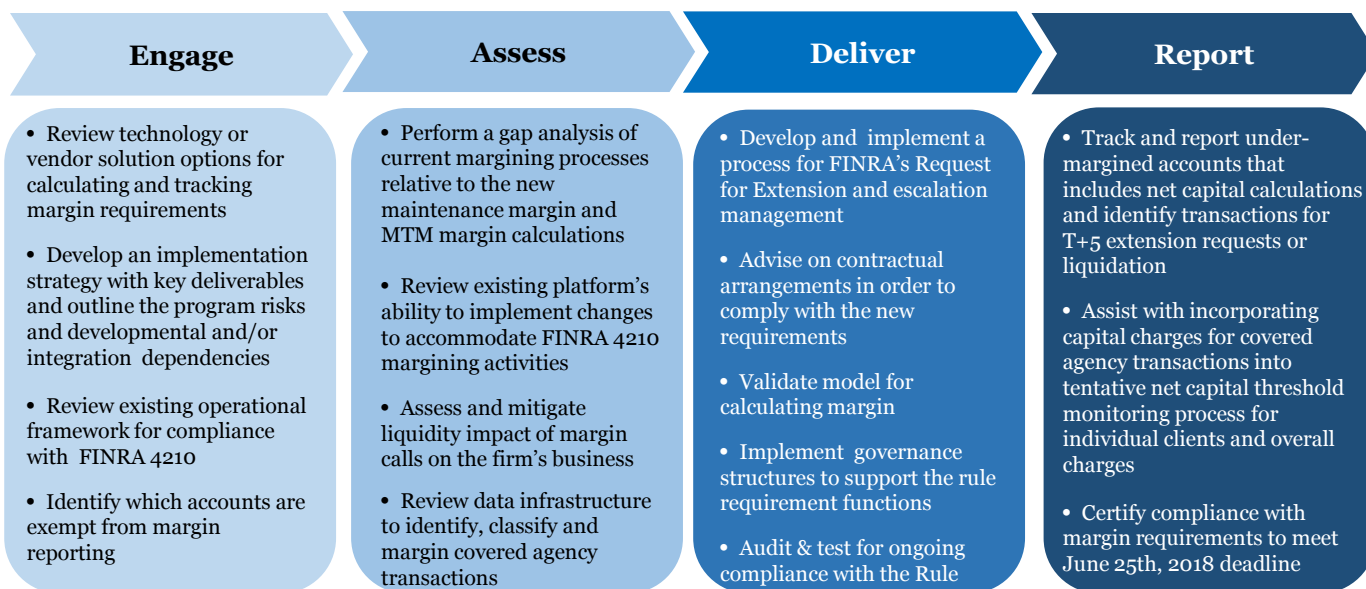 Engage
• Review technology or
vendor solution options for
calculating and tracking
margin requirements
• Develop an implementation
strategy with key deliverables
and outline the program risks
and developmental and/or
integration dependencies
• Review existing operational
framework for compliance
with FINRA 4210
• Identify which accounts are
exempt from margin
reporting
Assess
• Perform a gap analysis of
current margining processes
relative to the new
maintenance margin and
MTM margin calculations
• Review existing platform's
ability to implement changes
to accommodate FINRA 4210
margining activities
• Assess and mitigate
liquidity impact of margin
calls on the firm's business
• Review data infrastructure
to identify, classify and
margin covered agency
transactions
Deliver
• Develop and implement a
process for FINRA's Request
for Extension and escalation
management
• Advise on contractual
arrangements in order to
comply with the new
requirements
• Validate model for
calculating margin
• Implement governance
structures to support the rule
requirement functions
• Audit & test for ongoing
compliance with the Rule
Report
• Track and report under-
margined accounts that
includes net capital calculations
and identify transactions for
T+5 extension requests or
liquidation
• Assist with incorporating
capital charges for covered
agency transactions into
tentative net capital threshold
monitoring process for
individual clients and overall
charges
• Certify compliance with
margin requirements to meet
June 25th, 2018 deadline